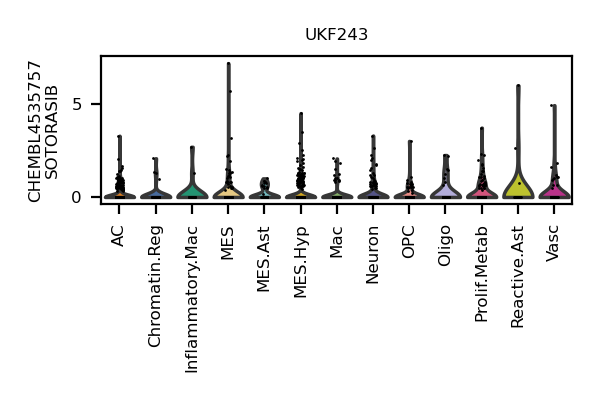 UKF243
CHEMBL4535757
SOTORASIB
5
0
AC
Chromatin.Reg
Inflammatory.Mac
MES
MES.Ast
MES.Hyp
Mac
Neuron
OPC
Oligo
Prolif.Metab
Reactive.Ast
Vasc